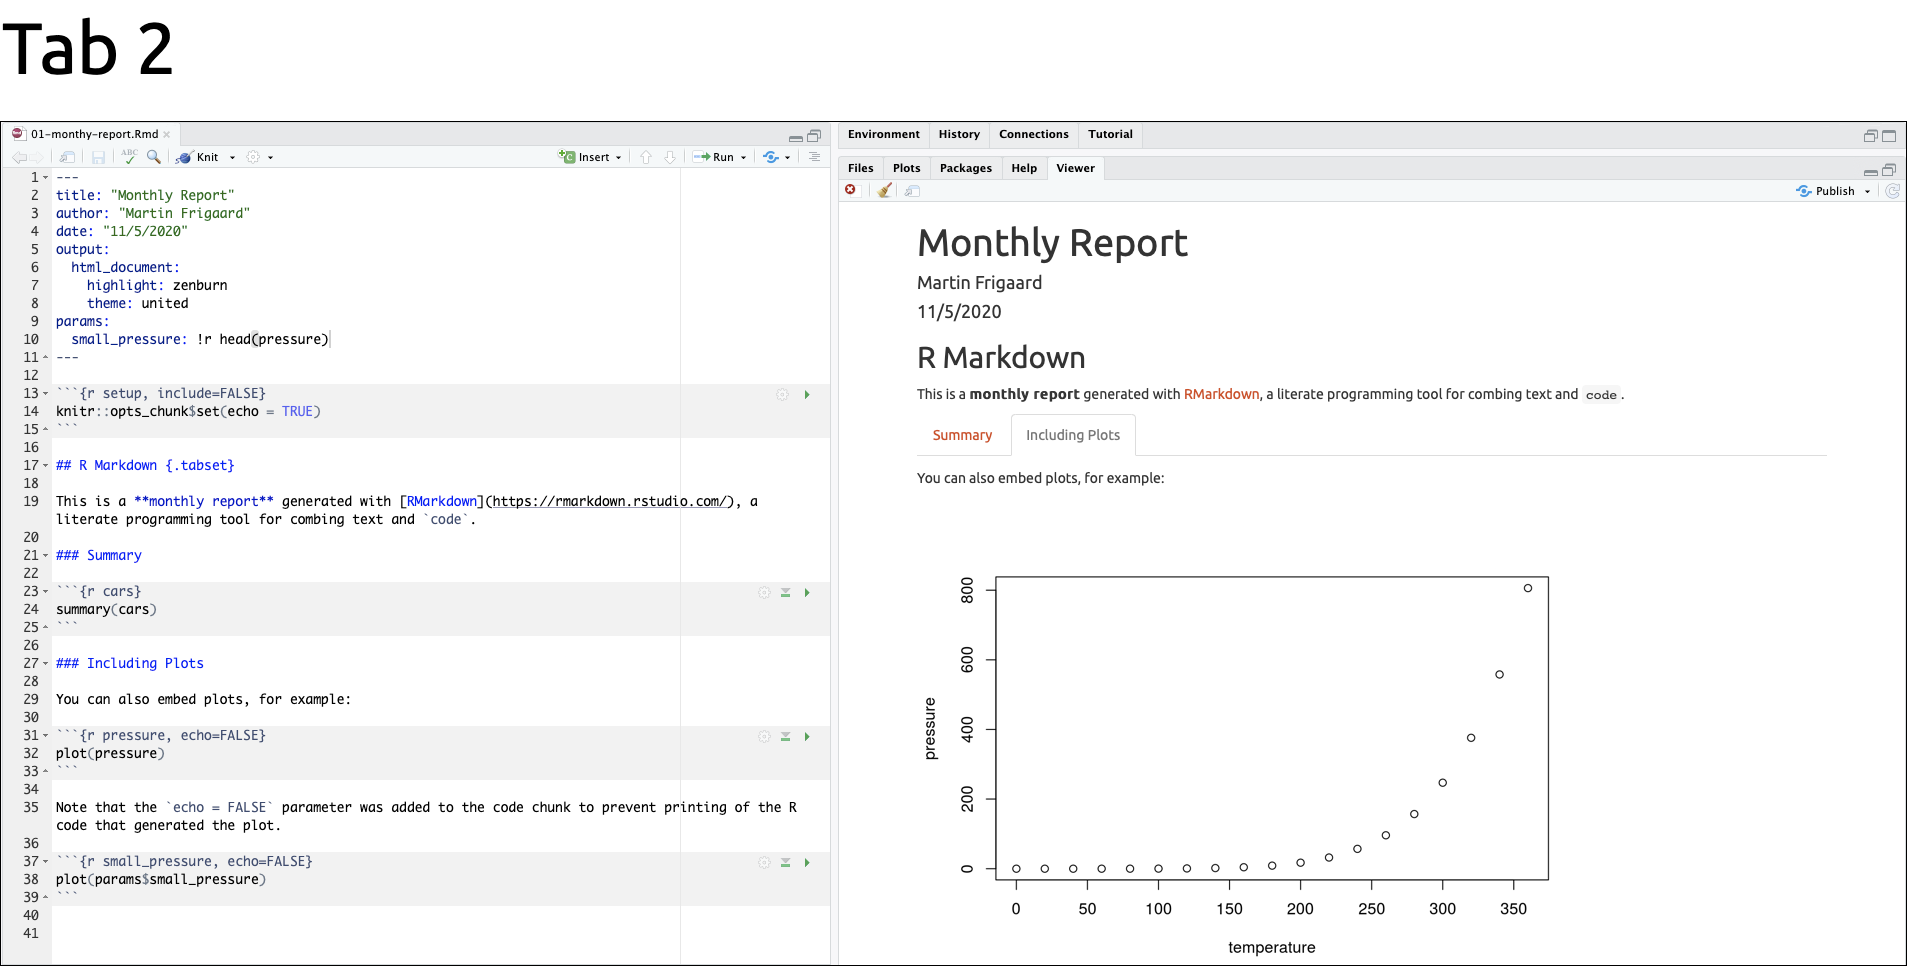 Tab 2
01-monthy-report.Rmd
ABC
Knit
Insert
Run
1 ---
2 title: "Monthly Report"
3 author: "Martin Frigaard"
4 date: "11/5/2020"
5 output:
6 html_document:
7 highlight: zenburn
8 theme: united
9 params:
10 small_pressure: !r head(pressure)
11 ---
12
13 ```{r setup, include=FALSE}
14 knitr::opts_chunk$set(echo = TRUE)
15 ```
16
17 ## R Markdown {.tabset}
18
19 This is a **monthly report** generated with [RMarkdown](https://rmarkdown.rstudio.com/), a
literate programming tool for combing text and `code`.
20
21 ### Summary
22
23 ```{r cars}
24 summary(cars)
25 ```
26
27 ### Including Plots
28
29 You can also embed plots, for example:
30
31 ```{r pressure, echo=FALSE}
32 plot(pressure)
33 ```
34
35 Note that the `echo = FALSE` parameter was added to the code chunk to prevent printing of the R
code that generated the plot.
36
37 ```{r small_pressure, echo=FALSE}
38 plot(params$small_pressure)
39 ```
40
41
Environment History Connections Tutorial
Files Plots Packages Help Viewer
Publish
Monthly Report
Martin Frigaard
11/5/2020
R Markdown
This is a monthly report generated with RMarkdown, a literate programming tool for combing text and code.
Summary Including Plots
You can also embed plots, for example:
800
600
400
200
0
pressure
0 50 100 150 200 250 300 350
temperature